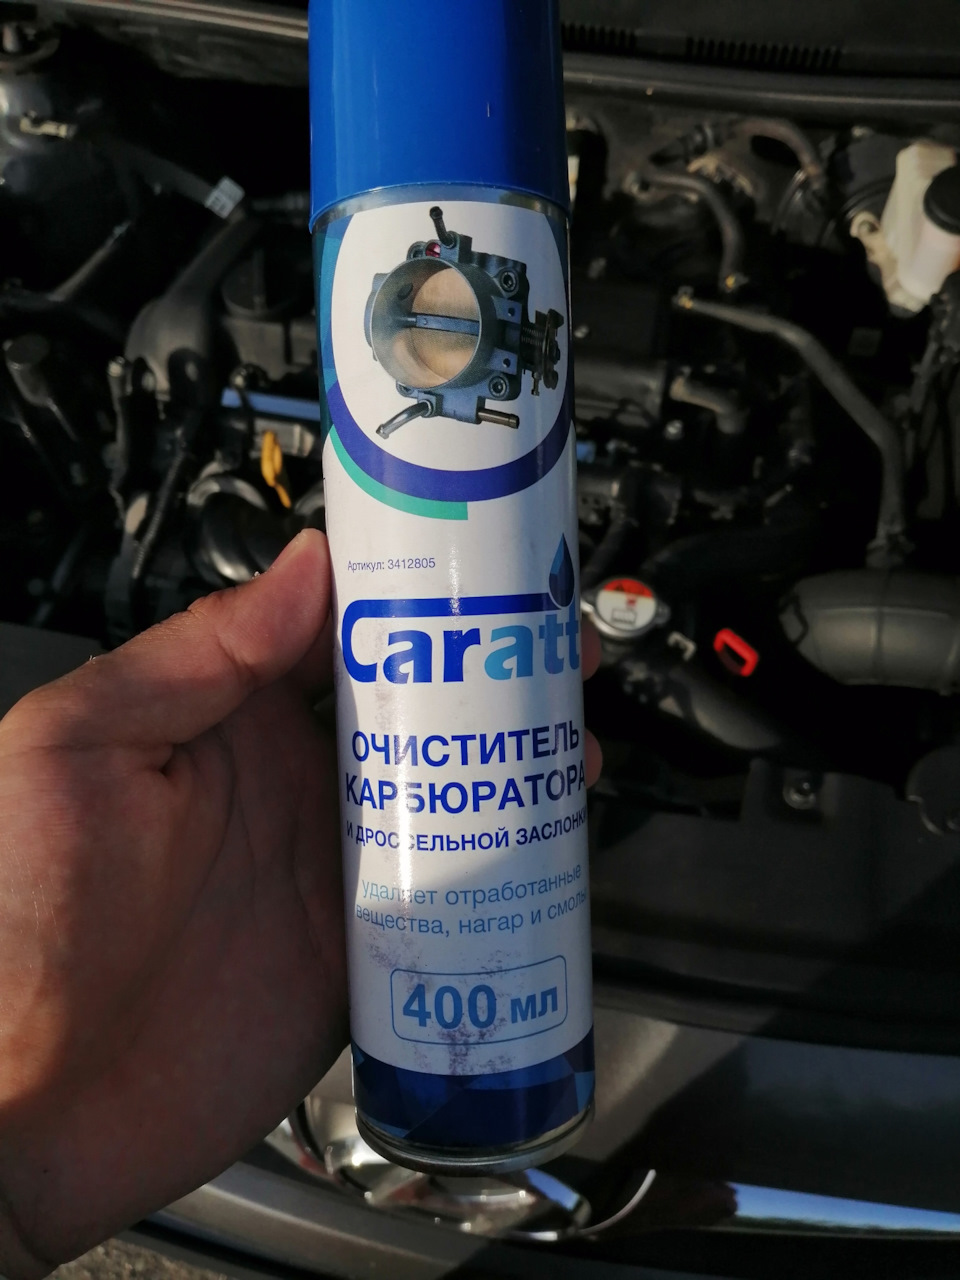 Артикул: 3412805
Caratt
ОЧИСТИТЕЛЬ
КАРБЮРАТОРА
И ДРОССЕЛЬНОЙ ЗАСЛОНКИ
удаляет отработанные
вещества, нагар и смолы
400 мл